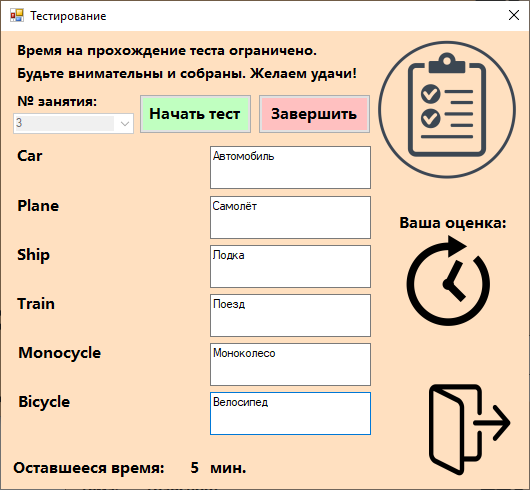 Тестирование
Время на прохождение теста ограничено.
Будьте внимательны и собраны. Желаем удачи!
№ занятия:
3
Начать тест
Завершить
Car
Автомобиль
Plane
Самолёт
Ваша оценка:
Ship
Лодка
Train
Поезд
Monocycle
Моноколесо
Bicycle
Велосипед
Оставшееся время: 5 мин.